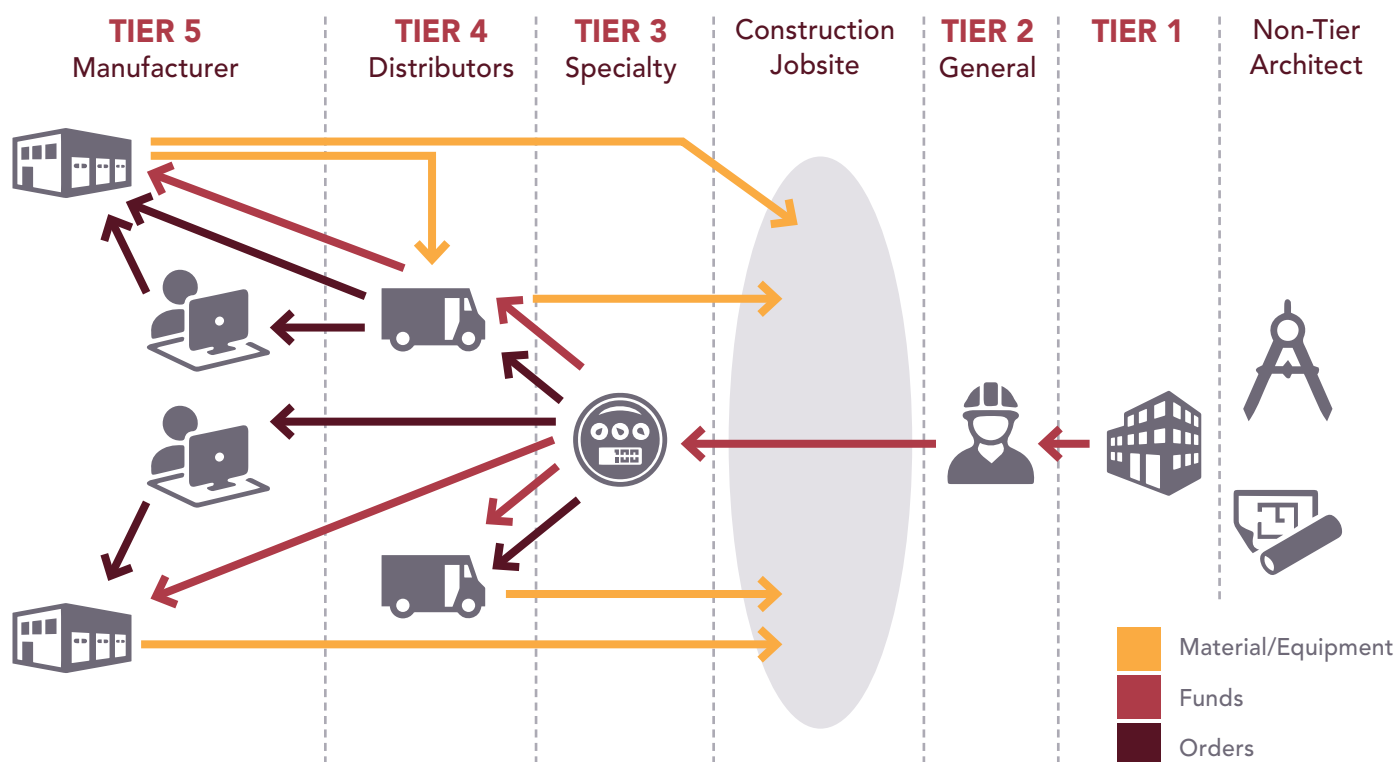 TIER 5
Manufacturer
TIER 4
Distributors
TIER 3
Specialty
Construction
Jobsite
TIER 2
General
TIER 1
Non-Tier
Architect
100
Material/Equipment
Funds
Orders